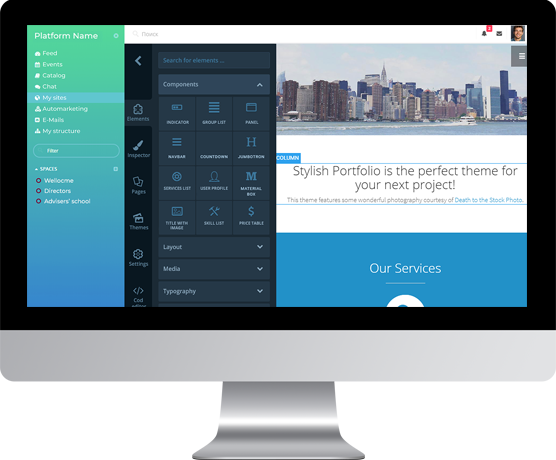 Platform Name
Feed
Events
Catalog
Chat
My sites
Automarketing
E-Mails
My structure
Filter
+ SPACES
Wellocme
Directors
Advisers' school
Elements
Inspector
Pages
Themes
Settings
Cod
editor
Поиск
2
Search for elements ...
Components
INDICATOR
GROUP LIST
PANEL
NAVBAR
COUNTDOWN
JUMBOTRON
SERVICES LIST
USER PROFILE
MATERIAL
BOX
TITLE WITH
IMAGE
SKILL LIST
PRICE TABLE
Layout
Media
Typography
COLUMN
Stylish Portfolio is the perfect theme for
your next project!
This theme features some wonderful photography courtesy of Death to the Stock Photo.
Our Services